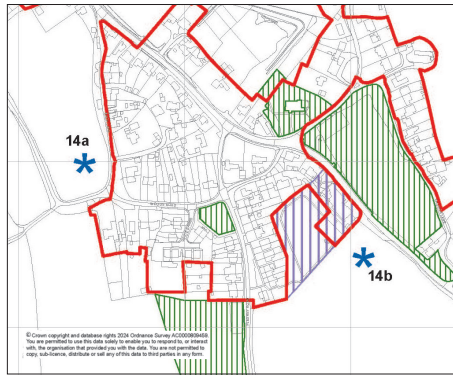 14a
14b
© Crown copyright and database rights 2024 Ordnance Survey AC0000809459
You are permitted to use this data solely to enable you to respond to, or interact
with, the organisation that provided you with the data. You are not permitted to
copy, sub-licence, distribute or sell any of this data to third parties in any form.